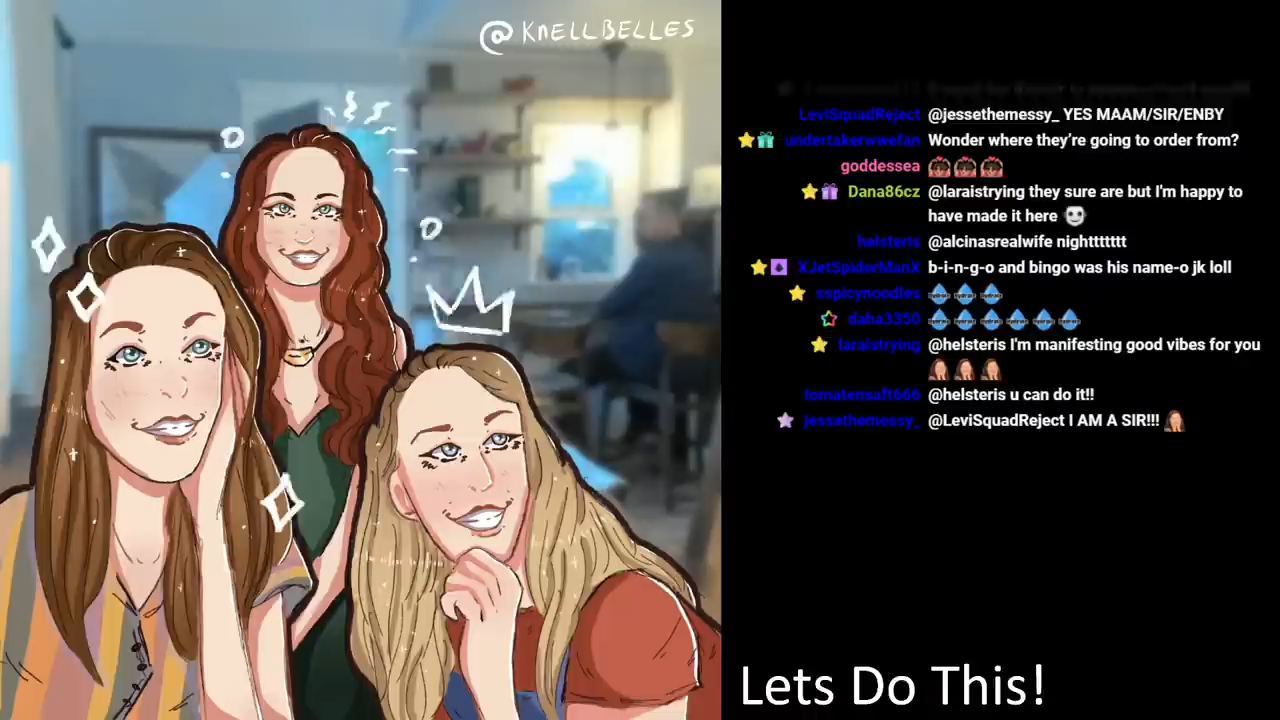 @KNELLBELLES
LeviSquadReject @jessethemessy_ YES MAAM/SIR/ENBY
undertakerwwefan Wonder where they're going to order from?
goddessea
Dana86cz @laraistrying they sure are but I'm happy to
have made it here
helsteris @alcinasrealwife nightttttt
XJetSpiderManX b-i-n-g-o and bingo was his name-o jk loll
sspicynoodles
daha3350
laraistrying @helsteris I'm manifesting good vibes for you
tomatensaft666 @helsteris u can do it!!
jessethemessy_ @LeviSquadReject I AM A SIR!!!
Lets Do This!